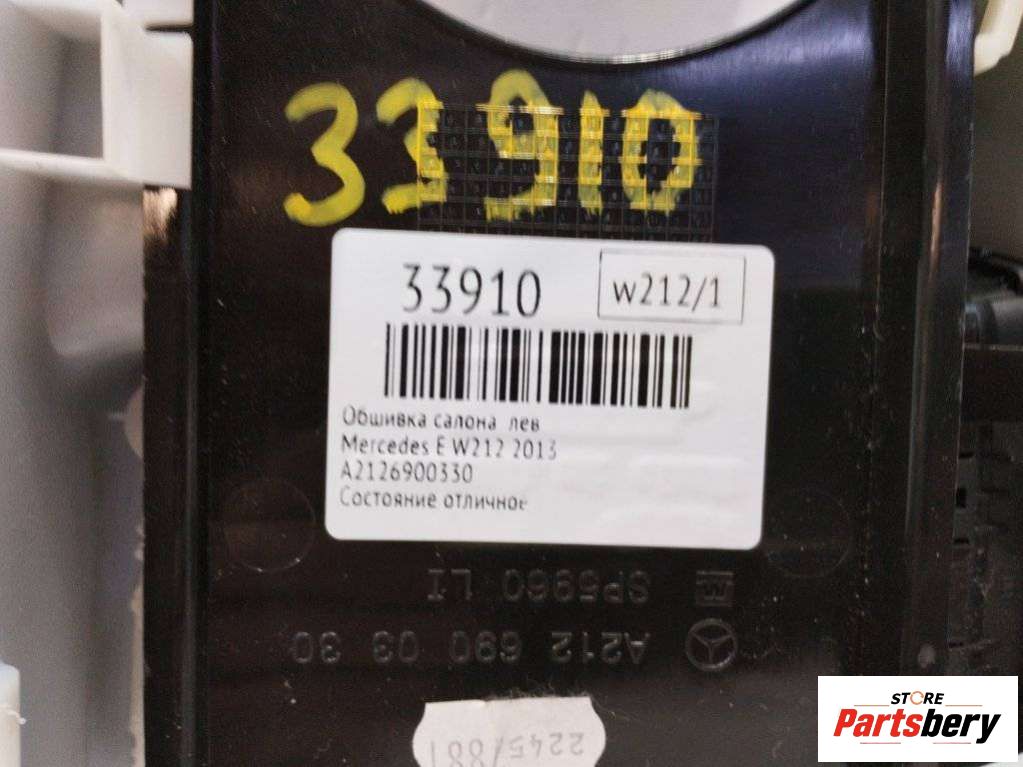 33910
33910
w212/1
Обшивка салона лев
Mercedes E W212 2013
A2126900330
Состояние отличное
SP5960 LI
A212 690 03 30
2245/881
STORE
Partsbery